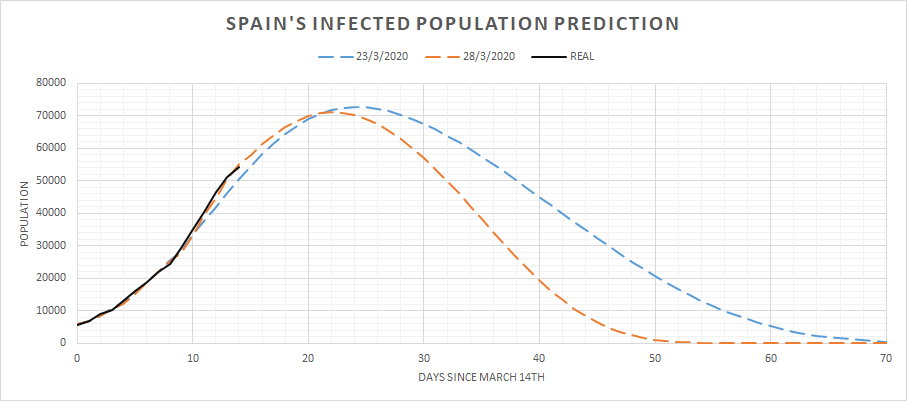 SPAIN'S INFECTED POPULATION PREDICTION
23/3/2020 28/3/2020 REAL
80000
70000
60000
50000
40000
30000
20000
10000
0
POPULATION
0 10 20 30 40 50 60 70
DAYS SINCE MARCH 14TH